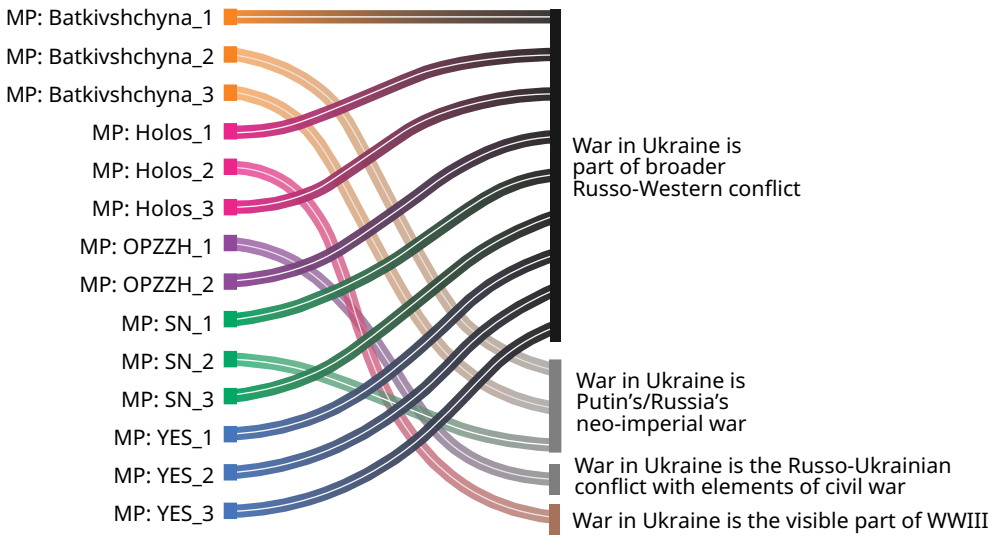 MP: Batkivshchyna_1
MP: Batkivshchyna_2
MP: Batkivshchyna_3
MP: Holos_1
MP: Holos_2
MP: Holos_3
MP: OPZZH_1
MP: OPZZH_2
MP: SN_1
MP: SN_2
MP: SN_3
MP: YES_1
MP: YES_2
MP: YES_3
War in Ukraine is
part of broader
Russo-Western conflict
War in Ukraine is
Putin’s/Russia’s
neo-imperial war
War in Ukraine is the Russo-Ukrainian
conflict with elements of civil war
War in Ukraine is the visible part of WWIII